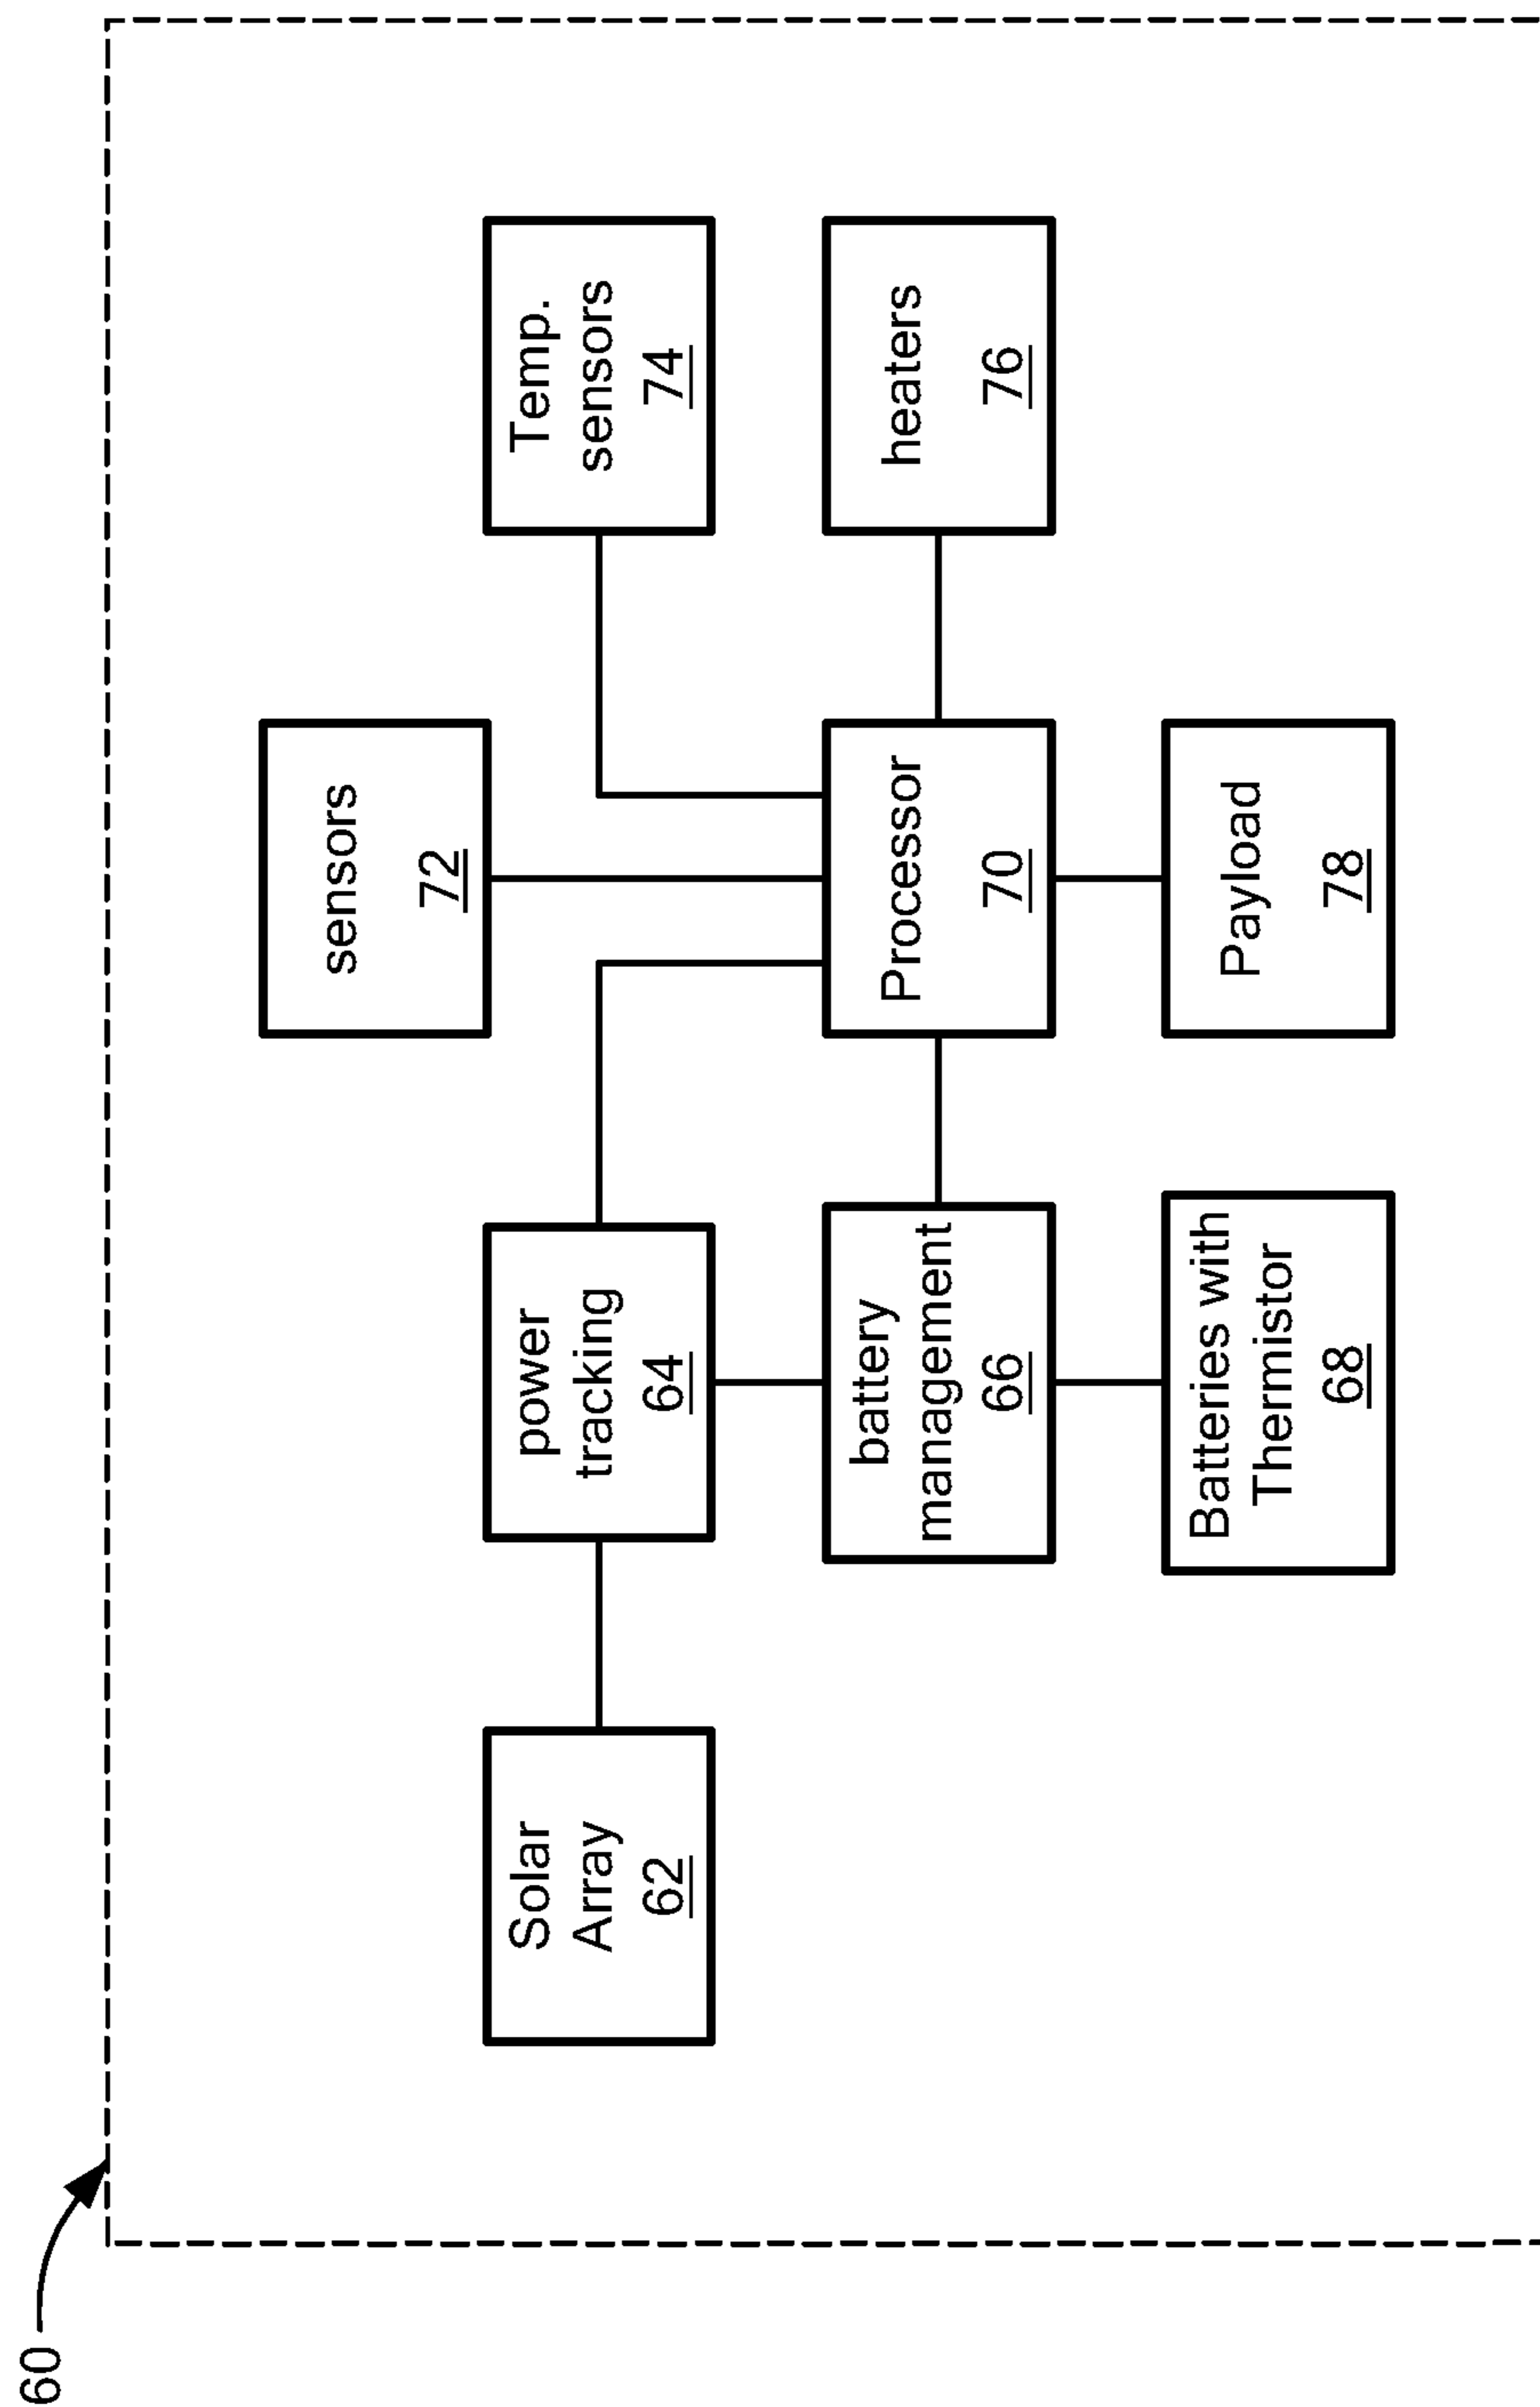 60
sensors
72
Solar
Array
62
power
tracking
64
Temp.
sensors
74
battery
management
66
Processor
70
heaters
76
Batteries with
Thermistor
68
Payload
78